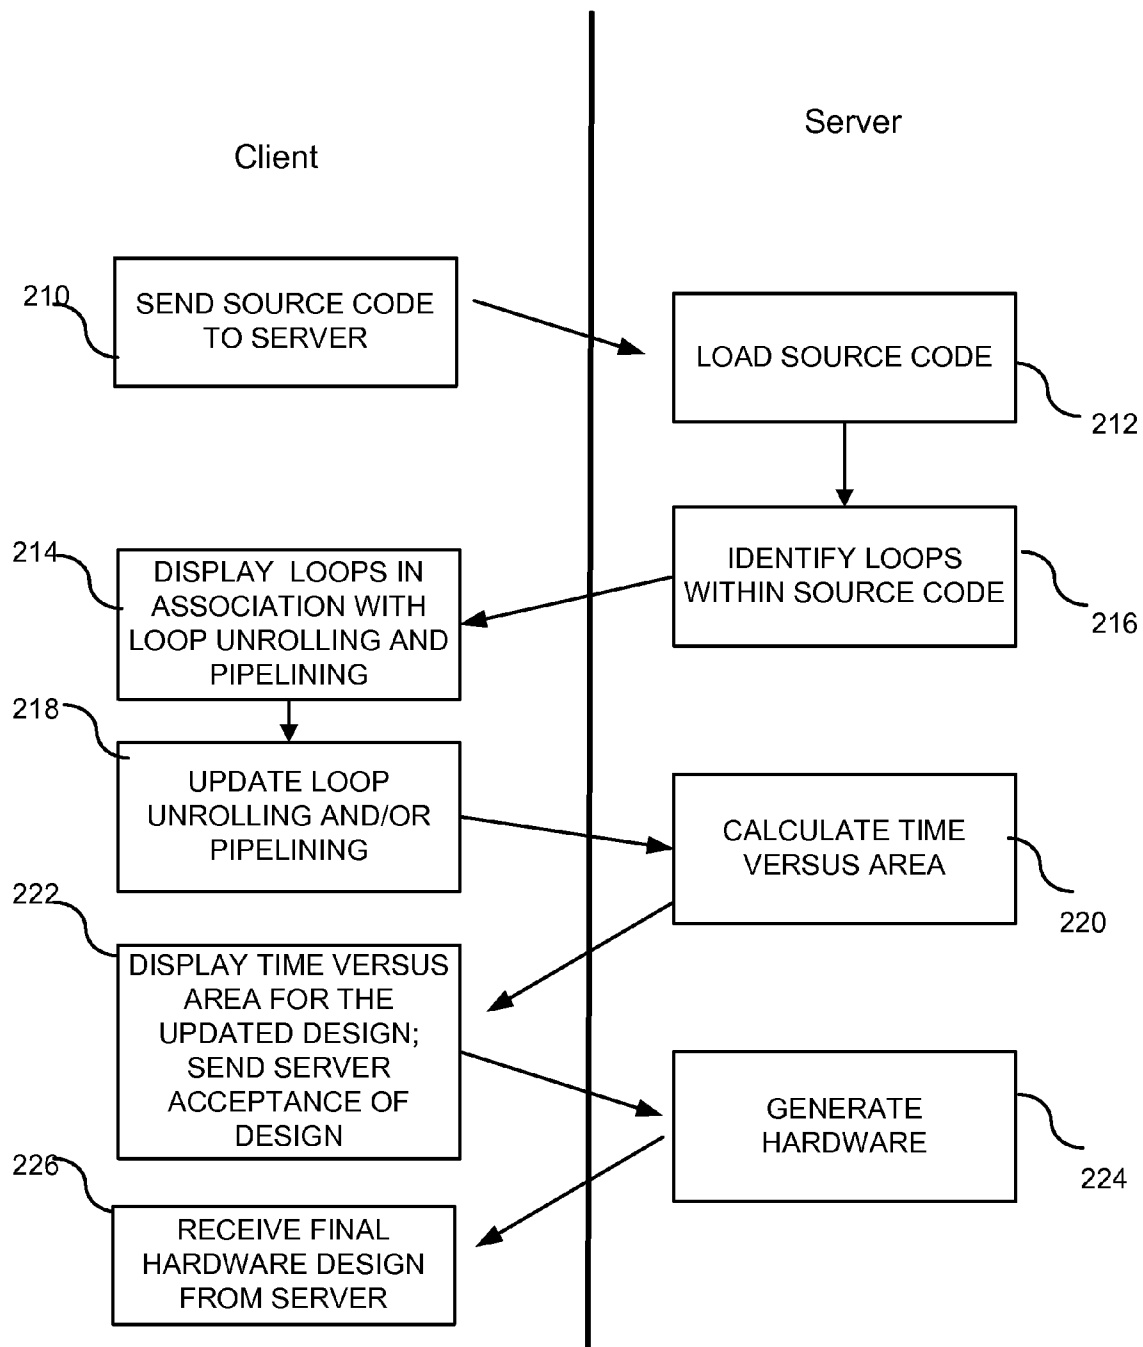 Client
Server
210
SEND SOURCE CODE
TO SERVER
LOAD SOURCE CODE
212
214
DISPLAY LOOPS IN
ASSOCIATION WITH
LOOP UNROLLING AND
PIPELINING
IDENTIFY LOOPS
WITHIN SOURCE CODE
216
218
UPDATE LOOP
UNROLLING AND/OR
PIPELINING
CALCULATE TIME
VERSUS AREA
220
222
DISPLAY TIME VERSUS
AREA FOR THE
UPDATED DESIGN;
SEND SERVER
ACCEPTANCE OF
DESIGN
GENERATE
HARDWARE
224
226
RECEIVE FINAL
HARDWARE DESIGN
FROM SERVER